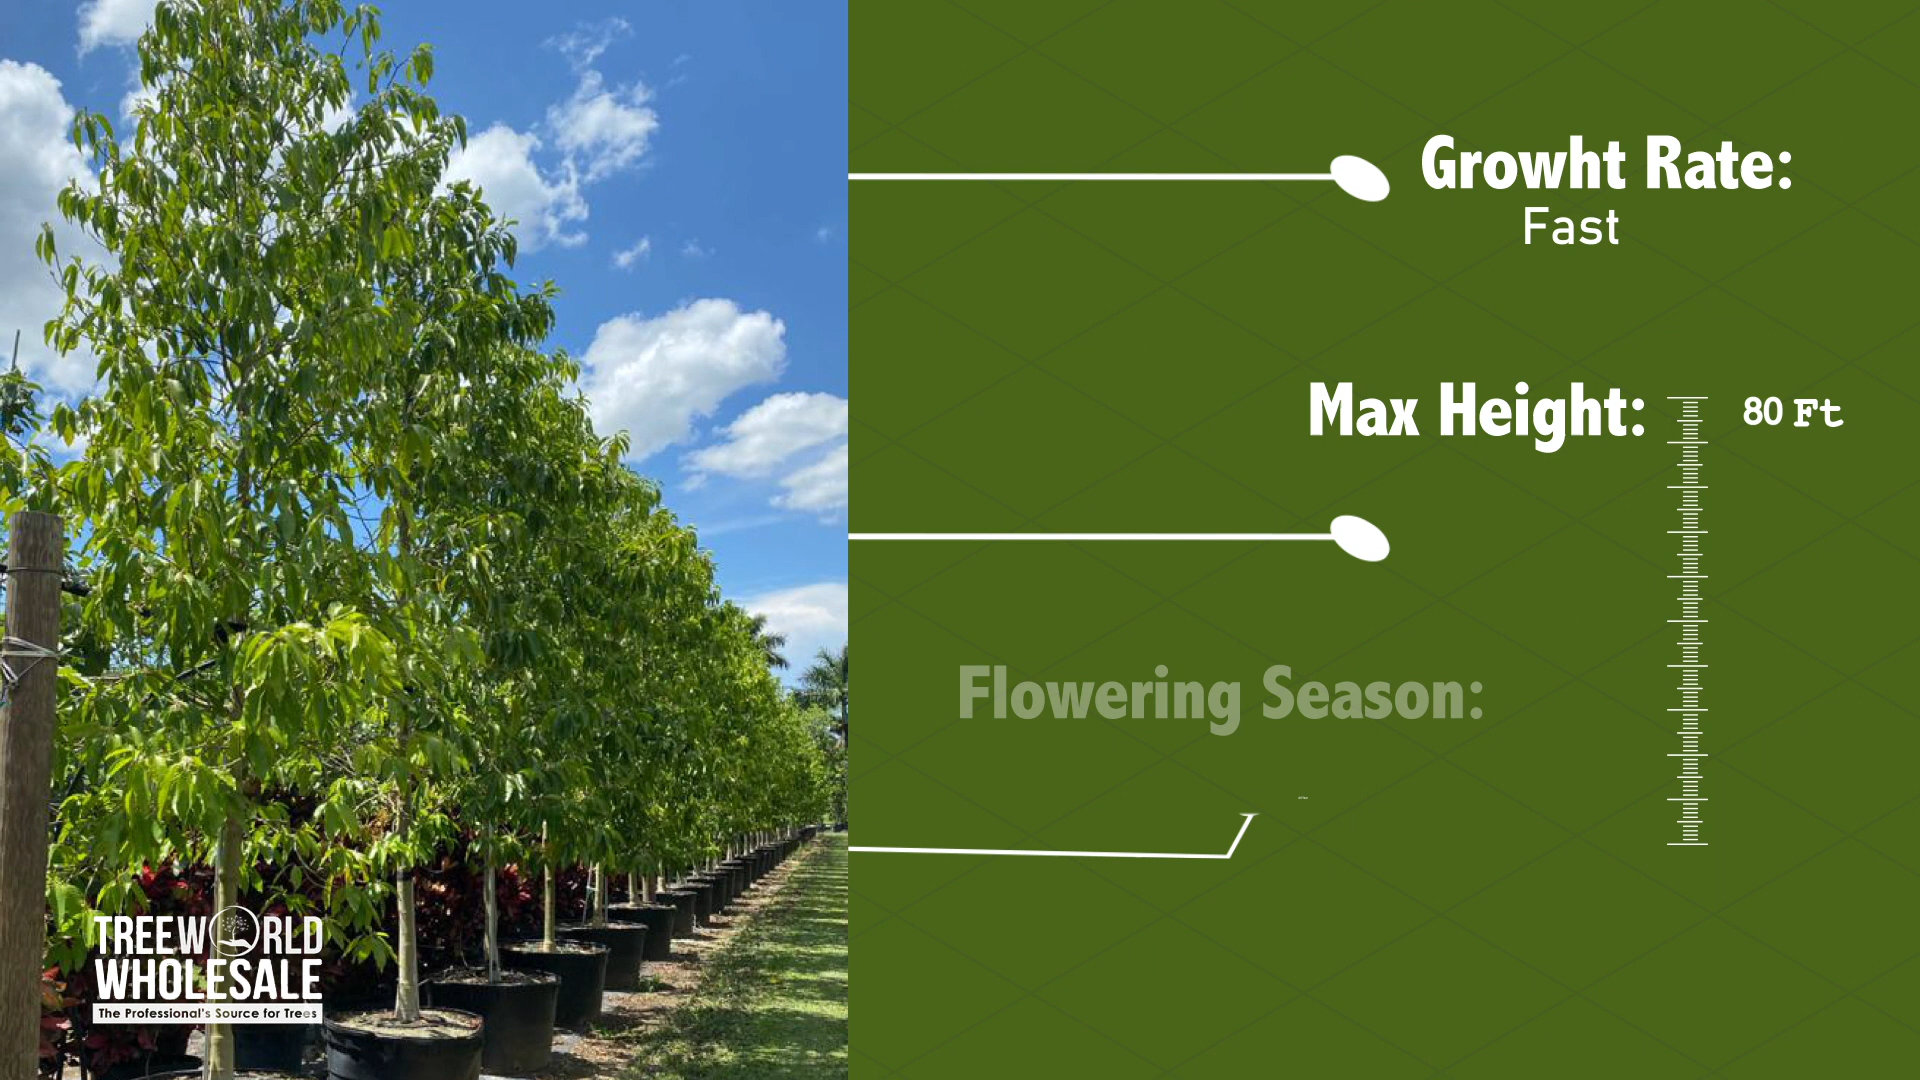 Growht Rate:
Fast
Max Height:
80 Ft
Flowering Season:
TREEWORLD
WHOLESALE
The Professional's Source for Trees